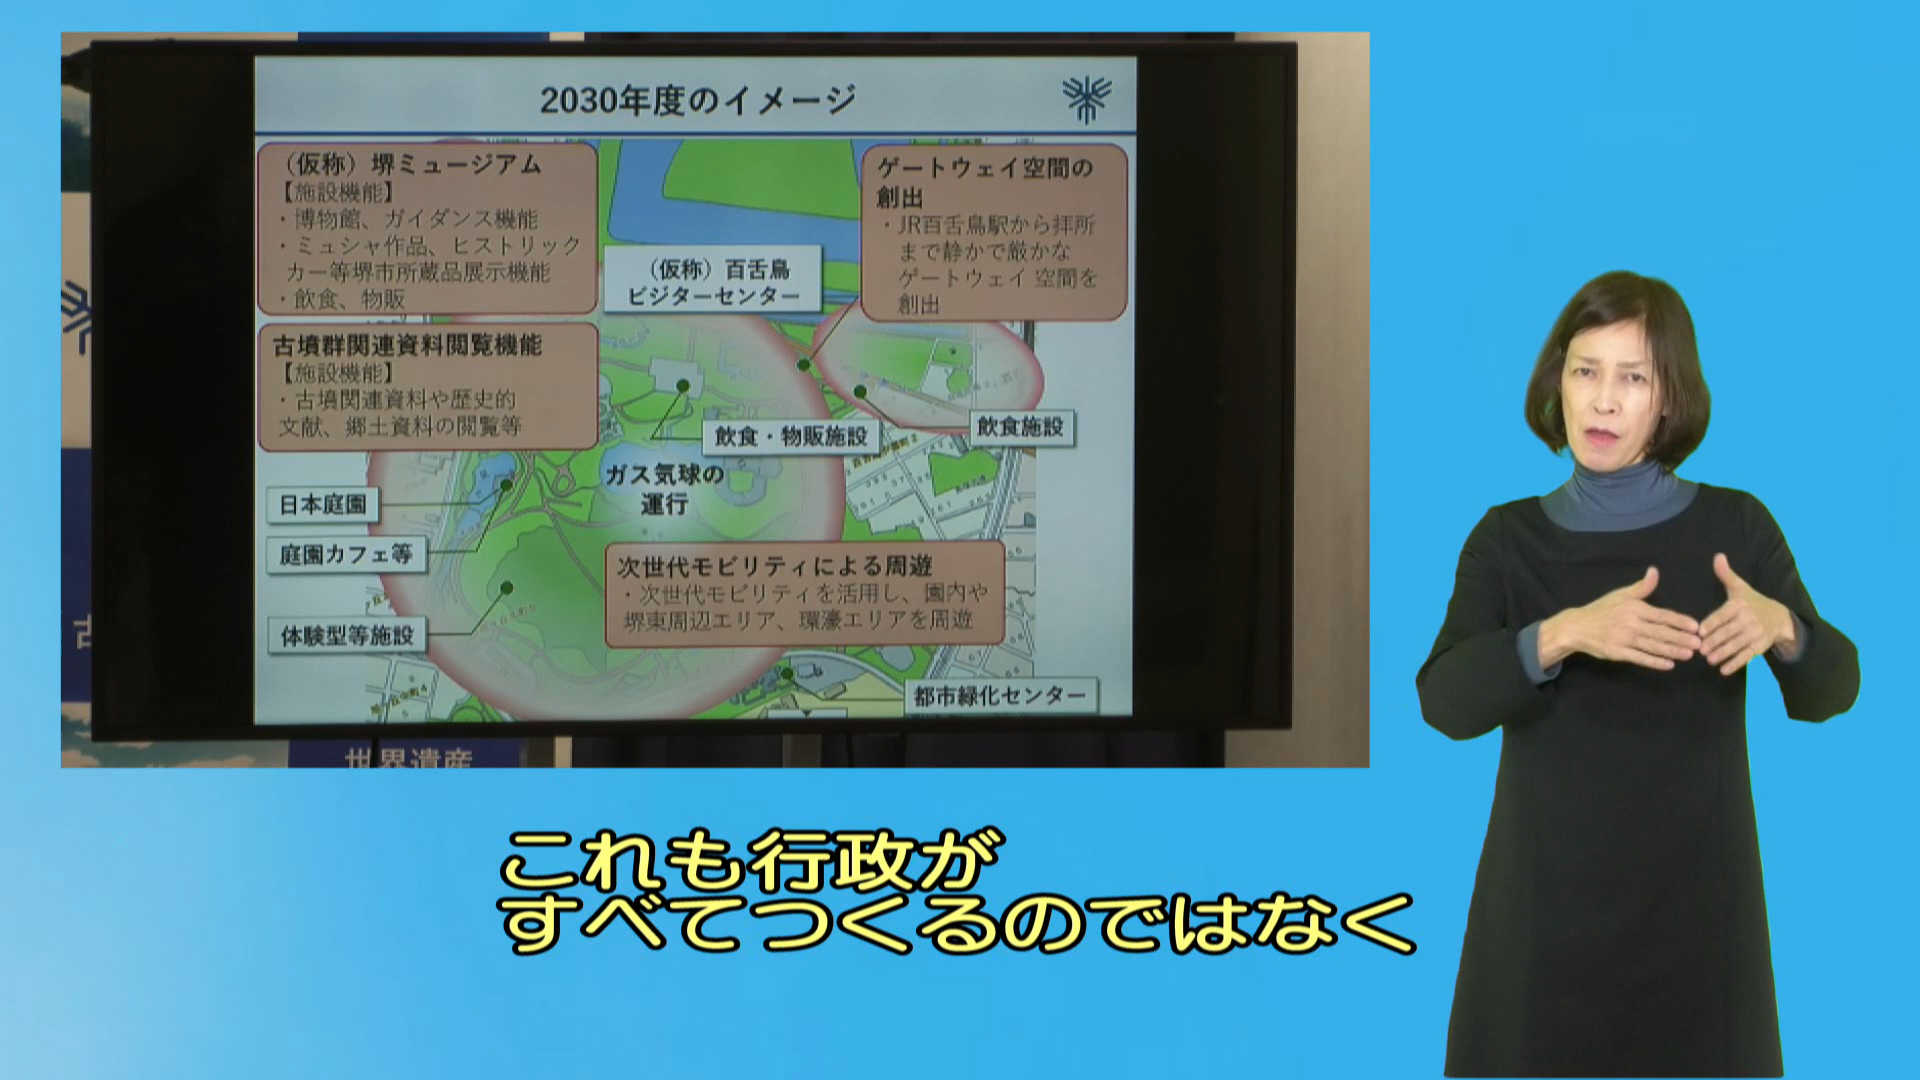 2030年度のイメージ
（仮称）堺ミュージアム
【施設機能】
・博物館、ガイダンス機能
・ミュシャ作品、ヒストリック
カー等堺市所蔵品展示機能
・飲食、物販
古墳群関連資料閲覧機能
【施設機能】
・古墳関連資料や歴史的
文献、郷土資料の閲覧等
（仮称）百舌鳥
ビジターセンター
ゲートウェイ空間の
創出
・JR百舌鳥駅から拝所
まで静かで厳かな
ゲートウェイ 空間を
創出
飲食・物販施設
飲食施設
ガス気球の
運行
日本庭園
庭園カフェ等
体験型等施設
次世代モビリティによる周遊
・次世代モビリティを活用し、園内や
堺東周辺エリア、環濠エリアを周遊
都市緑化センター
古
世界遺産
これも行政が
すべてつくるのではなく